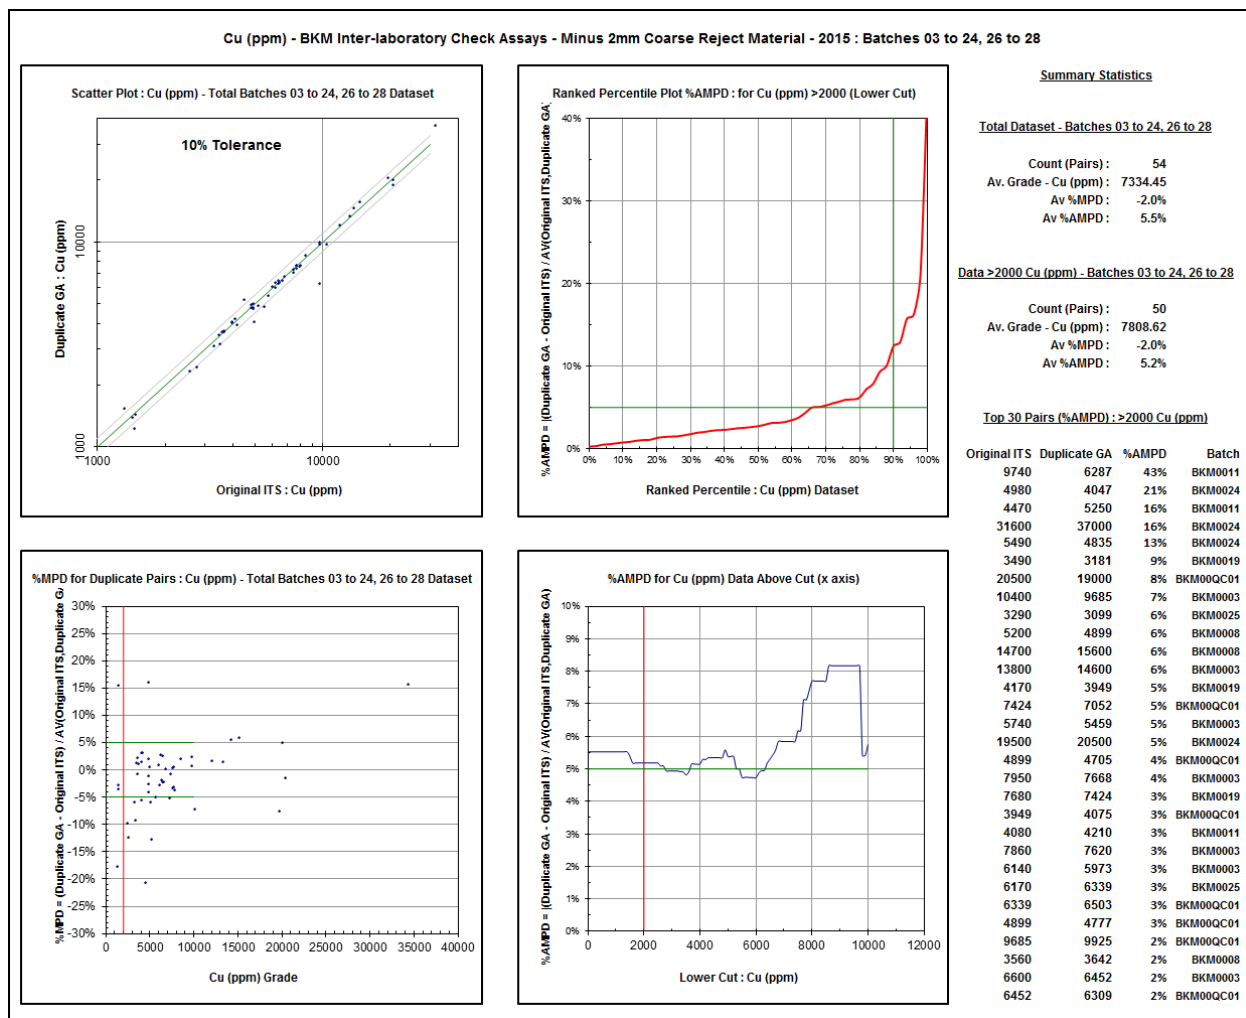 Cu (ppm) - BKM Inter-laboratory Check Assays - Minus 2mm Coarse Reject Material - 2015 : Batches 03 to 24, 26 to 28
Scatter Plot : Cu (ppm) - Total Batches 03 to 24, 26 to 28 Dataset
10% Tolerance
Duplicate GA : Cu (ppm)
10000
1000
1000
10000
Original ITS : Cu (ppm)
Ranked Percentile Plot %AMPD : for Cu (ppm) >2000 (Lower Cut)
%AMPD = |(Duplicate GA - Original ITS) / AV(Original ITS,Duplicate GA)
40%
30%
20%
10%
0%
0% 10% 20% 30% 40% 50% 60% 70% 80% 90% 100%
Ranked Percentile : Cu (ppm) Dataset
%MPD for Duplicate Pairs : Cu (ppm) - Total Batches 03 to 24, 26 to 28 Dataset
%MPD = (Duplicate GA - Original ITS) / AV(Original ITS,Duplicate GA
30%
25%
20%
15%
10%
5%
0%
-5%
-10%
-15%
-20%
-25%
-30%
0 5000 10000 15000 20000 25000 30000 35000 40000
Cu (ppm) Grade
%AMPD for Cu (ppm) Data Above Cut (x axis)
%AMPD = |(Duplicate GA - Original ITS) / AV(Original ITS,Duplicate GA)
10%
9%
8%
7%
6%
5%
4%
3%
2%
1%
0%
0 2000 4000 6000 8000 10000 12000
Lower Cut : Cu (ppm)
Summary Statistics
Total Dataset - Batches 03 to 24, 26 to 28
Count (Pairs) : 54
Av. Grade - Cu (ppm) : 7334.45
Av %MPD : -2.0%
Av %AMPD : 5.5%
Data >2000 Cu (ppm) - Batches 03 to 24, 26 to 28
Count (Pairs) : 50
Av. Grade - Cu (ppm) : 7808.62
Av %MPD : -2.0%
Av %AMPD : 5.2%
Top 30 Pairs (%AMPD) : >2000 Cu (ppm)
Original ITS Duplicate GA %AMPD Batch
9740 6287 43% BKM0011
4980 4047 21% BKM0024
4470 5250 16% BKM0011
31600 37000 16% BKM0024
5490 4835 13% BKM0024
3490 3181 9% BKM0019
20500 19000 8% BKM00QC01
10400 9685 7% BKM0003
3290 3099 6% BKM0025
5200 4899 6% BKM0008
14700 15600 6% BKM0008
13800 14600 6% BKM0003
4170 3949 5% BKM0019
7424 7052 5% BKM00QC01
5740 5459 5% BKM0003
19500 20500 5% BKM0024
4899 4705 4% BKM00QC01
7950 7668 4% BKM0003
7680 7424 3% BKM0019
3949 4075 3% BKM00QC01
4080 4210 3% BKM0011
7860 7620 3% BKM0003
6140 5973 3% BKM0003
6170 6339 3% BKM0025
6339 6503 3% BKM00QC01
4899 4777 3% BKM00QC01
9685 9925 2% BKM00QC01
3560 3642 2% BKM0008
6600 6452 2% BKM0003
6452 6309 2% BKM00QC01